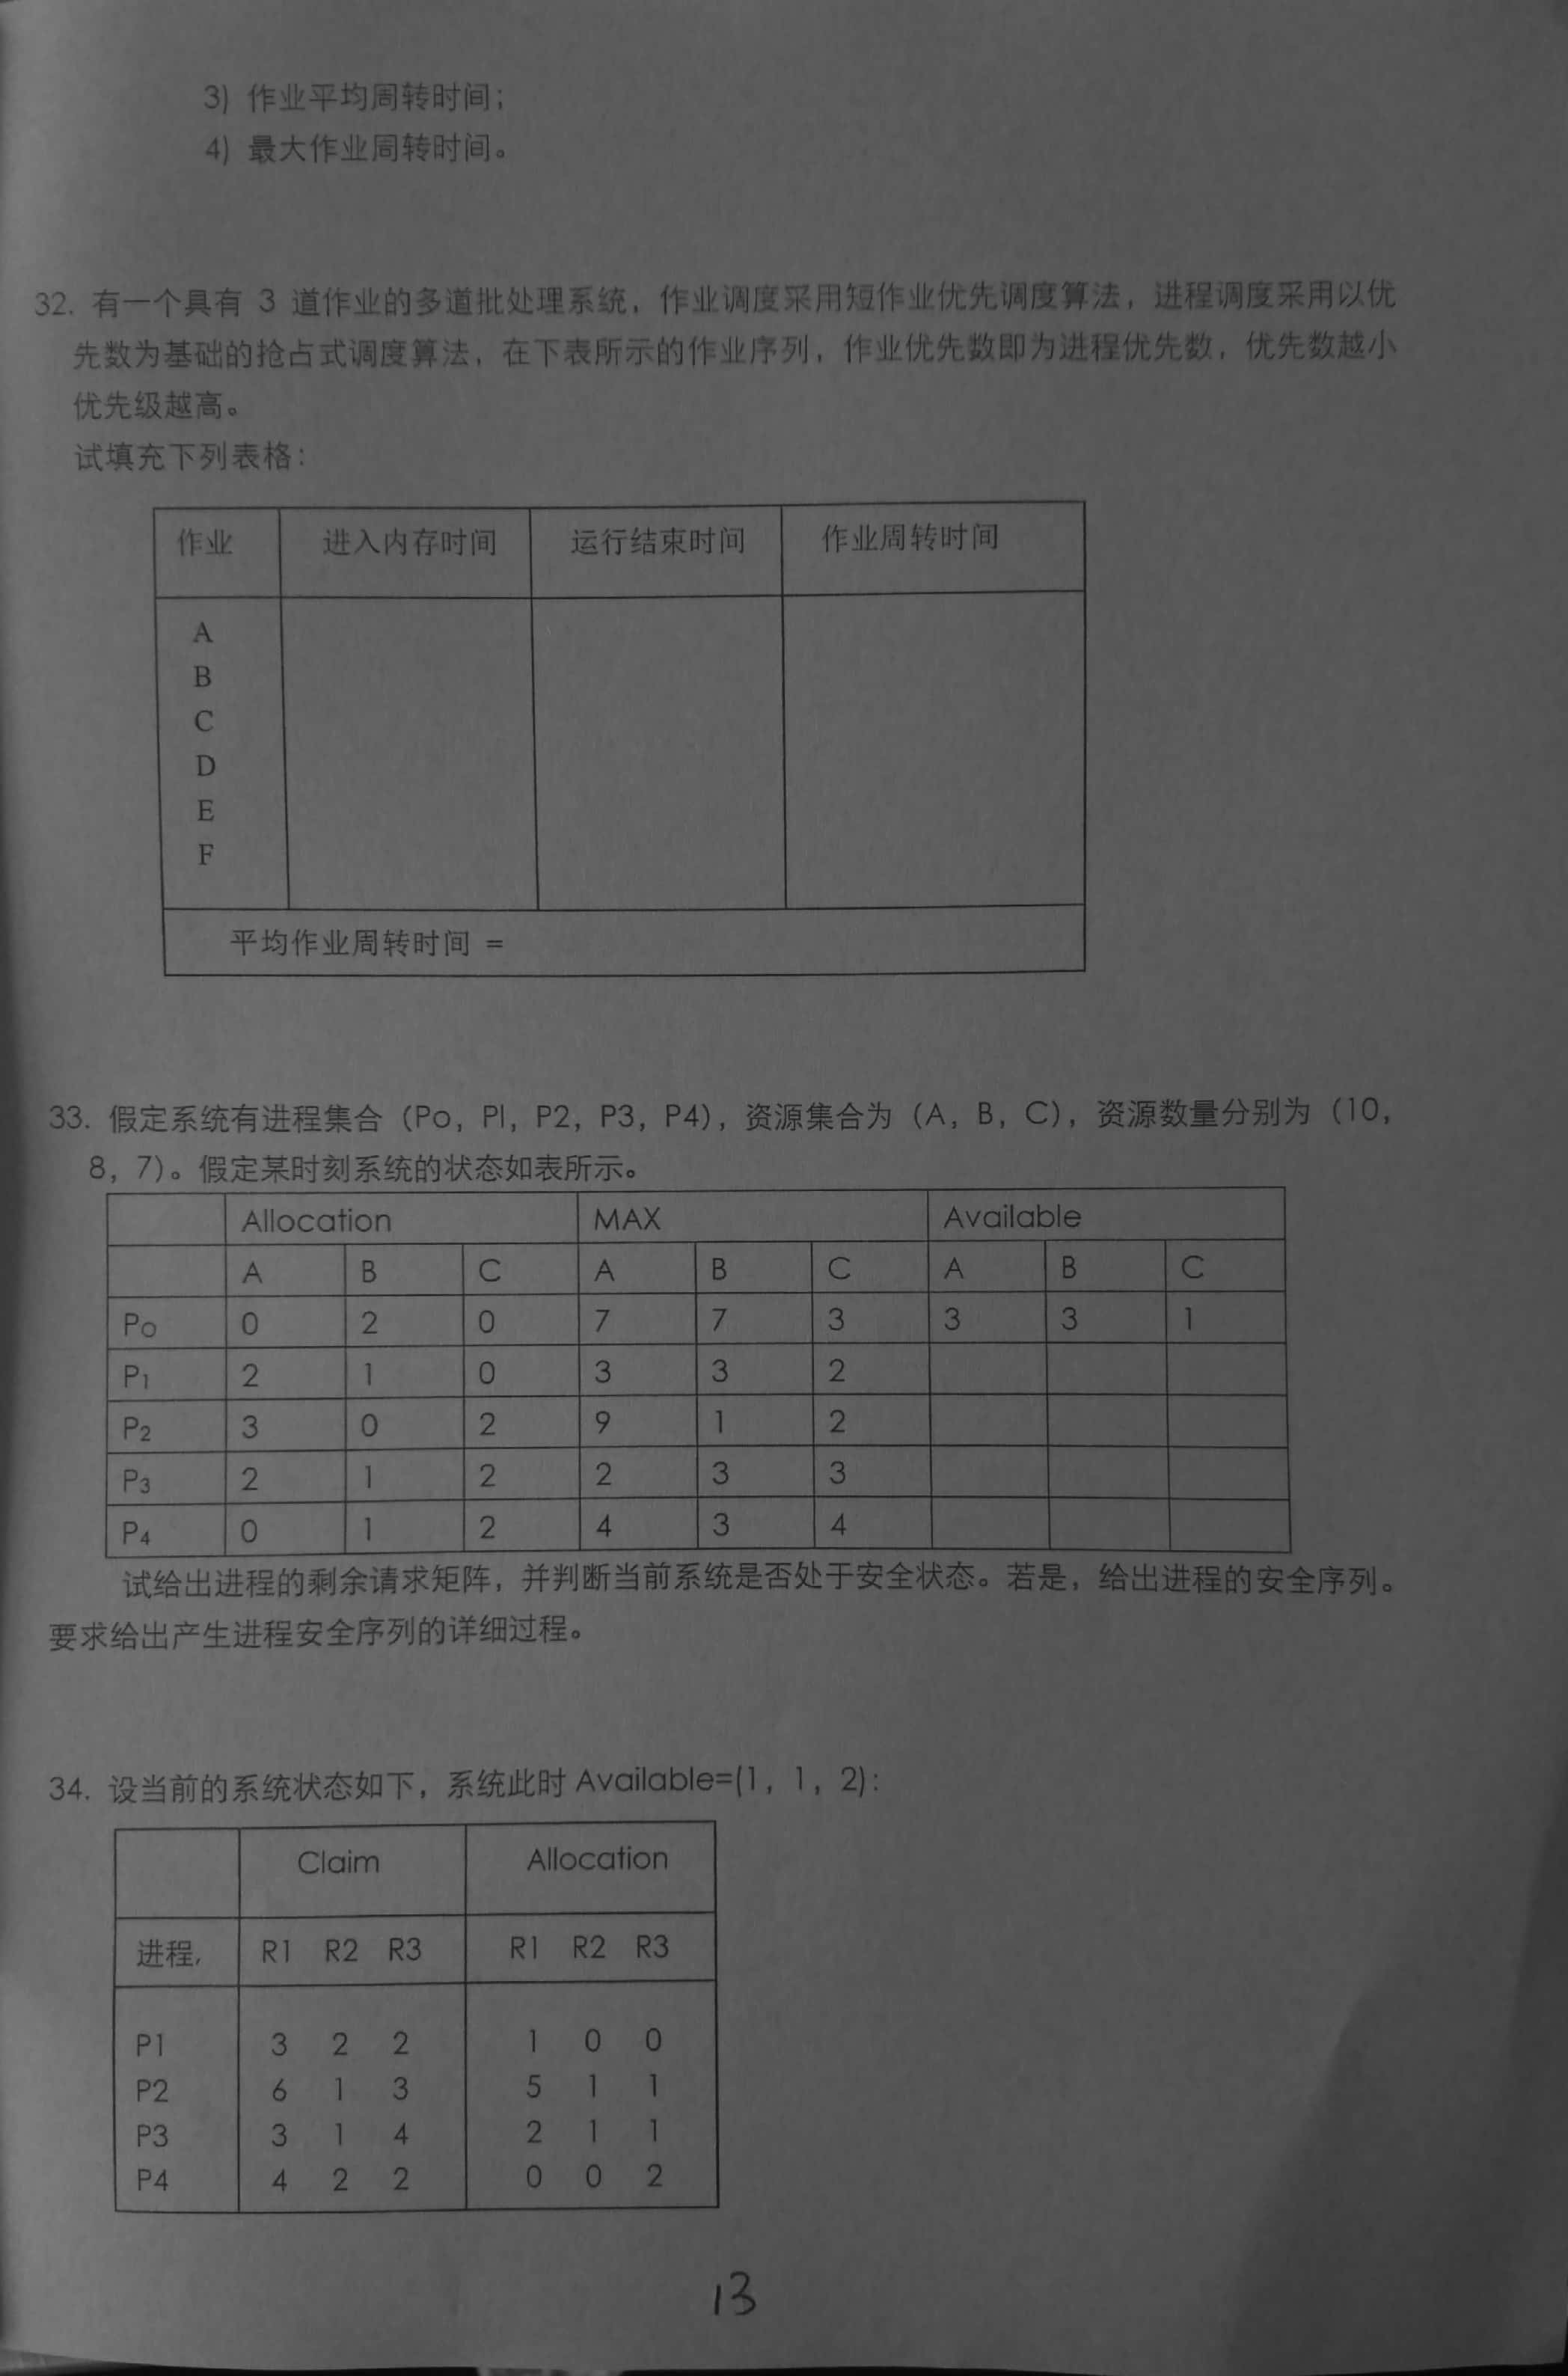 3) 作业平均周转时间；
4) 最大作业周转时间。
32. 有一个具有 3 道作业的多道批处理系统，作业调度采用短作业优先调度算法，进程调度采用以优
先数为基础的抢占式调度算法，在下表所示的作业序列，作业优先数即为进程优先数，优先数越小
优先级越高。
试填充下列表格：
作业 进入内存时间 运行结束时间 作业周转时间
A
B
C
D
E
F
平均作业周转时间 =
33. 假定系统有进程集合（Po，Pl，P2，P3，P4），资源集合为（A，B，C），资源数量分别为（10，
8，7）。假定某时刻系统的状态如表所示。
Allocation MAX Available
A B C A B C A B C
Po 0 2 0 7 7 3 3 3 1
P1 2 1 0 3 3 2
P2 3 0 2 9 1 2
P3 2 1 2 2 3 3
P4 0 1 2 4 3 4
试给出进程的剩余请求矩阵，并判断当前系统是否处于安全状态。若是，给出进程的安全序列。
要求给出产生进程安全序列的详细过程。
34. 设当前的系统状态如下，系统此时 Available=(1，1，2)：
Claim Allocation
进程, R1 R2 R3 R1 R2 R3
P1 3 2 2 1 0 0
P2 6 1 3 5 1 1
P3 3 1 4 2 1 1
P4 4 2 2 0 0 2
13